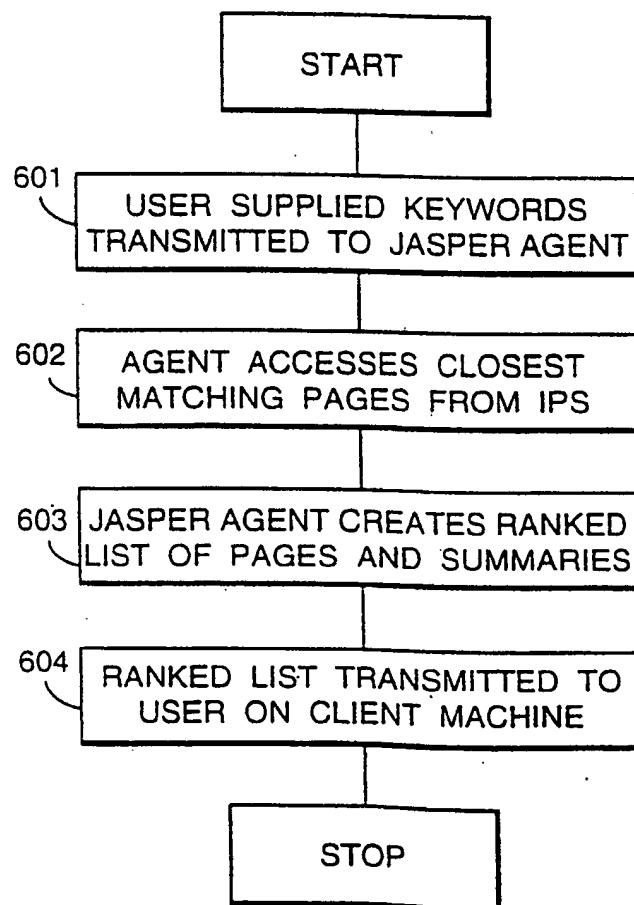 START
601
USER SUPPLIED KEYWORDS
TRANSMITTED TO JASPER AGENT
602
AGENT ACCESSES CLOSEST
MATCHING PAGES FROM IPS
603
JASPER AGENT CREATES RANKED
LIST OF PAGES AND SUMMARIES
604
RANKED LIST TRANSMITTED TO
USER ON CLIENT MACHINE
STOP